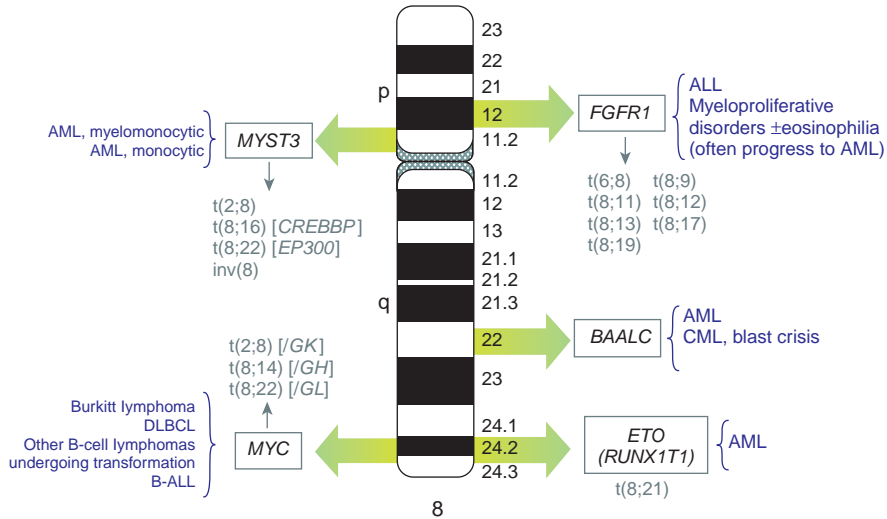 23
22
p
21
12
11.2
11.2
12
13
21.1
21.2
q
21.3
22
23
24.1
24.2
24.3
8
AML, myelomonocytic
AML, monocytic
MYST3
t(2;8)
t(8;16) [CREBBP]
t(8;22) [EP300]
inv(8)
FGFR1
ALL
Myeloproliferative
disorders ±eosinophilia
(often progress to AML)
t(6;8) t(8;9)
t(8;11) t(8;12)
t(8;13) t(8;17)
t(8;19)
BAALC
AML
CML, blast crisis
t(2;8) [/GK]
t(8;14) [/GH]
t(8;22) [/GL]
MYC
Burkitt lymphoma
DLBCL
Other B-cell lymphomas
undergoing transformation
B-ALL
ETO
(RUNX1T1)
AML
t(8;21)